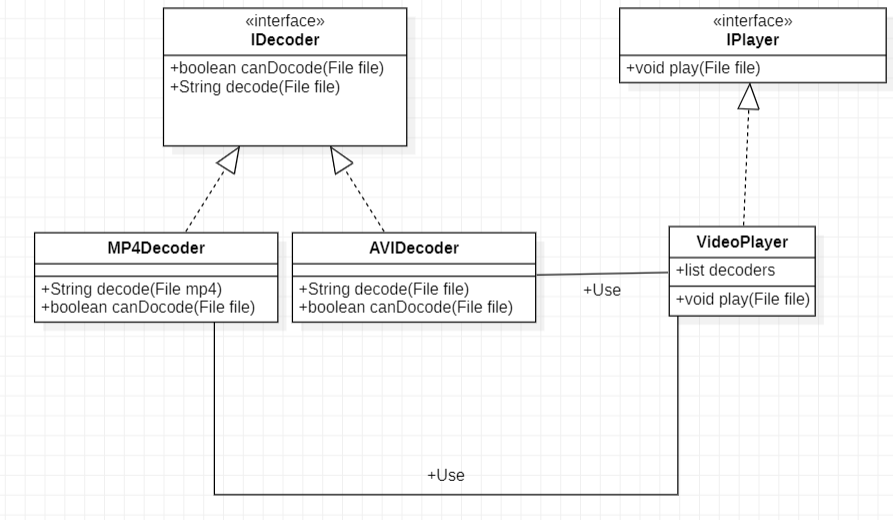 «interface»
IDecoder
+boolean canDocode(File file)
+String decode(File file)
«interface»
IPlayer
+void play(File file)
MP4Decoder
+String decode(File mp4)
+boolean canDocode(File file)
AVIDecoder
+String decode(File file)
+boolean canDocode(File file)
+Use
VideoPlayer
+list decoders
+void play(File file)
+Use